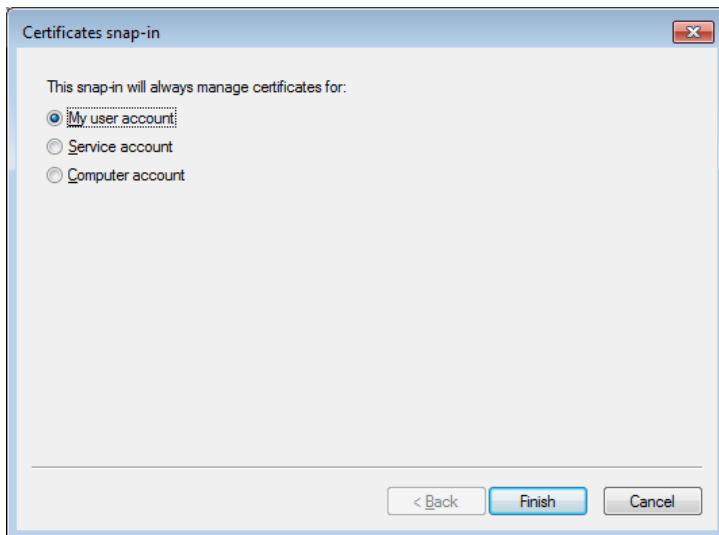 Certificates snap-in
This snap-in will always manage certificates for:
My user account
Service account
Computer account
< Back
Finish
Cancel